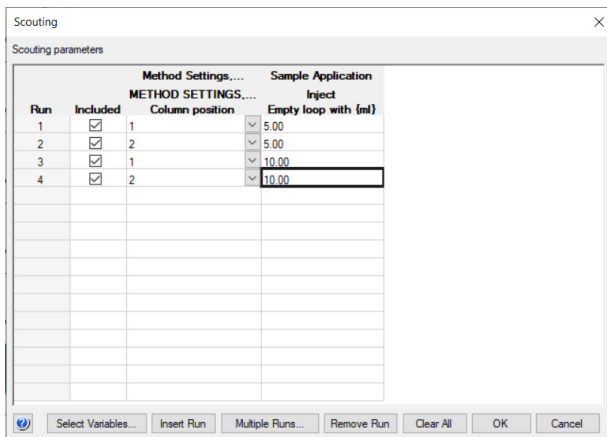 Scouting
Scouting parameters
Method Settings,... Sample Application
METHOD SETTINGS,... Inject
Run Included Column position Empty loop with {ml}
1 1 5.00
2 2 5.00
3 1 10.00
4 2 10.00
Select Variables... Insert Run Multiple Runs... Remove Run Clear All OK Cancel